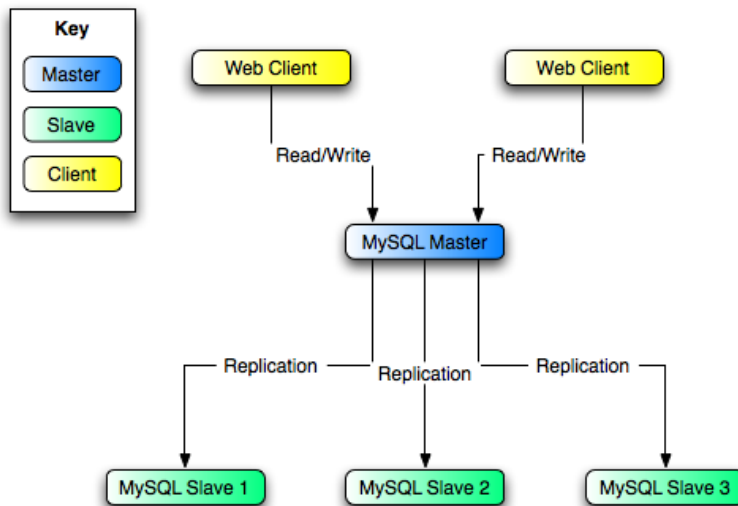 Key
Master
Slave
Client
Web Client
Web Client
Read/Write
Read/Write
MySQL Master
Replication
Replication
Replication
MySQL Slave 1
MySQL Slave 2
MySQL Slave 3